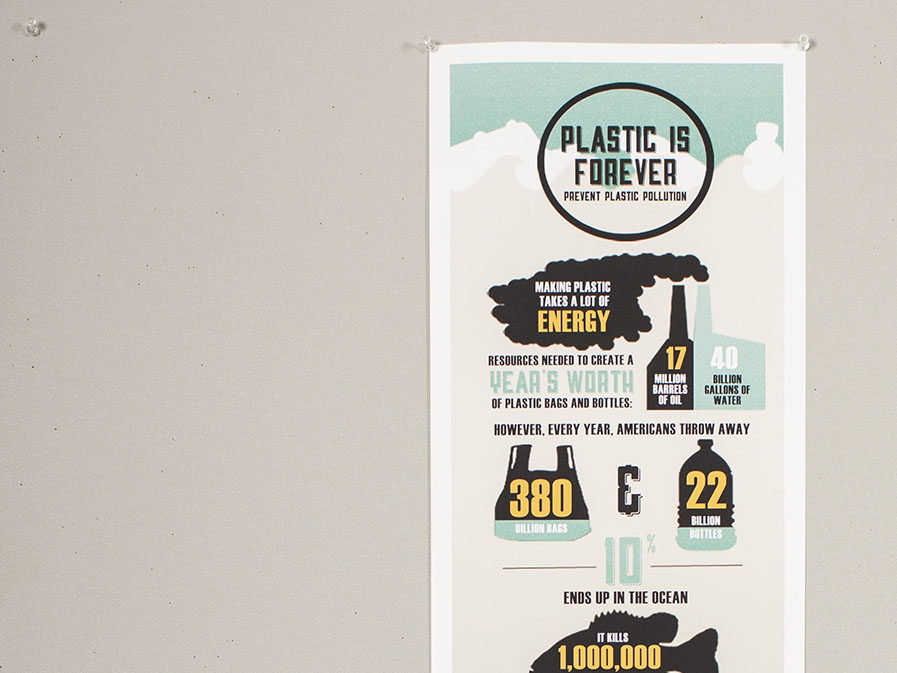 PLASTIC IS
FOREVER
PREVENT PLASTIC POLLUTION
MAKING PLASTIC
TAKES A LOT OF
ENERGY
RESOURCES NEEDED TO CREATE A
YEAR'S WORTH
OF PLASTIC BAGS AND BOTTLES:
17
MILLION
BARRELS
OF OIL
40
BILLION
GALLONS OF
WATER
HOWEVER, EVERY YEAR, AMERICANS THROW AWAY
380
BILLION BAGS
&
22
BILLION
BOTTLES
10%
ENDS UP IN THE OCEAN
IT KILLS
1,000,000